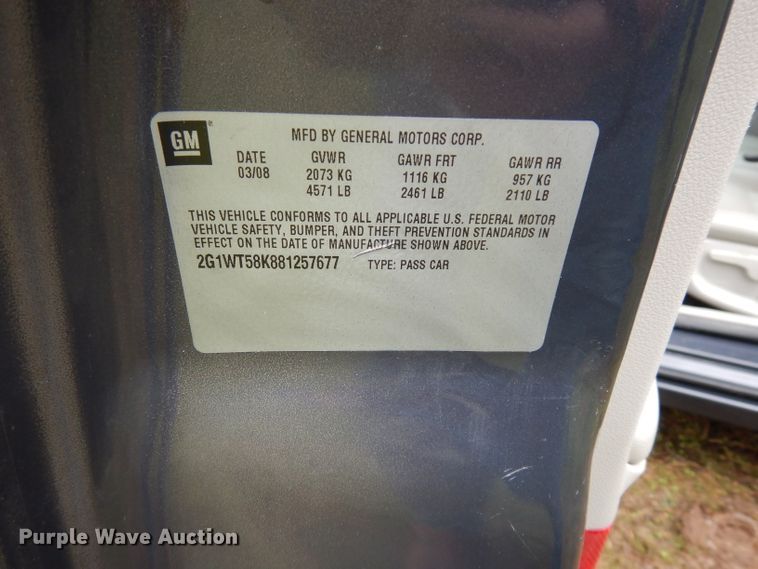 GM
MFD BY GENERAL MOTORS CORP.
DATE GVWR GAWR FRT GAWR RR
03/08 2073 KG 1116 KG 957 KG
4571 LB 2461 LB 2110 LB
THIS VEHICLE CONFORMS TO ALL APPLICABLE U.S. FEDERAL MOTOR
VEHICLE SAFETY, BUMPER, AND THEFT PREVENTION STANDARDS IN
EFFECT ON THE DATE OF MANUFACTURE SHOWN ABOVE.
2G1WT58K881257677 TYPE: PASS CAR
Purple Wave Auction